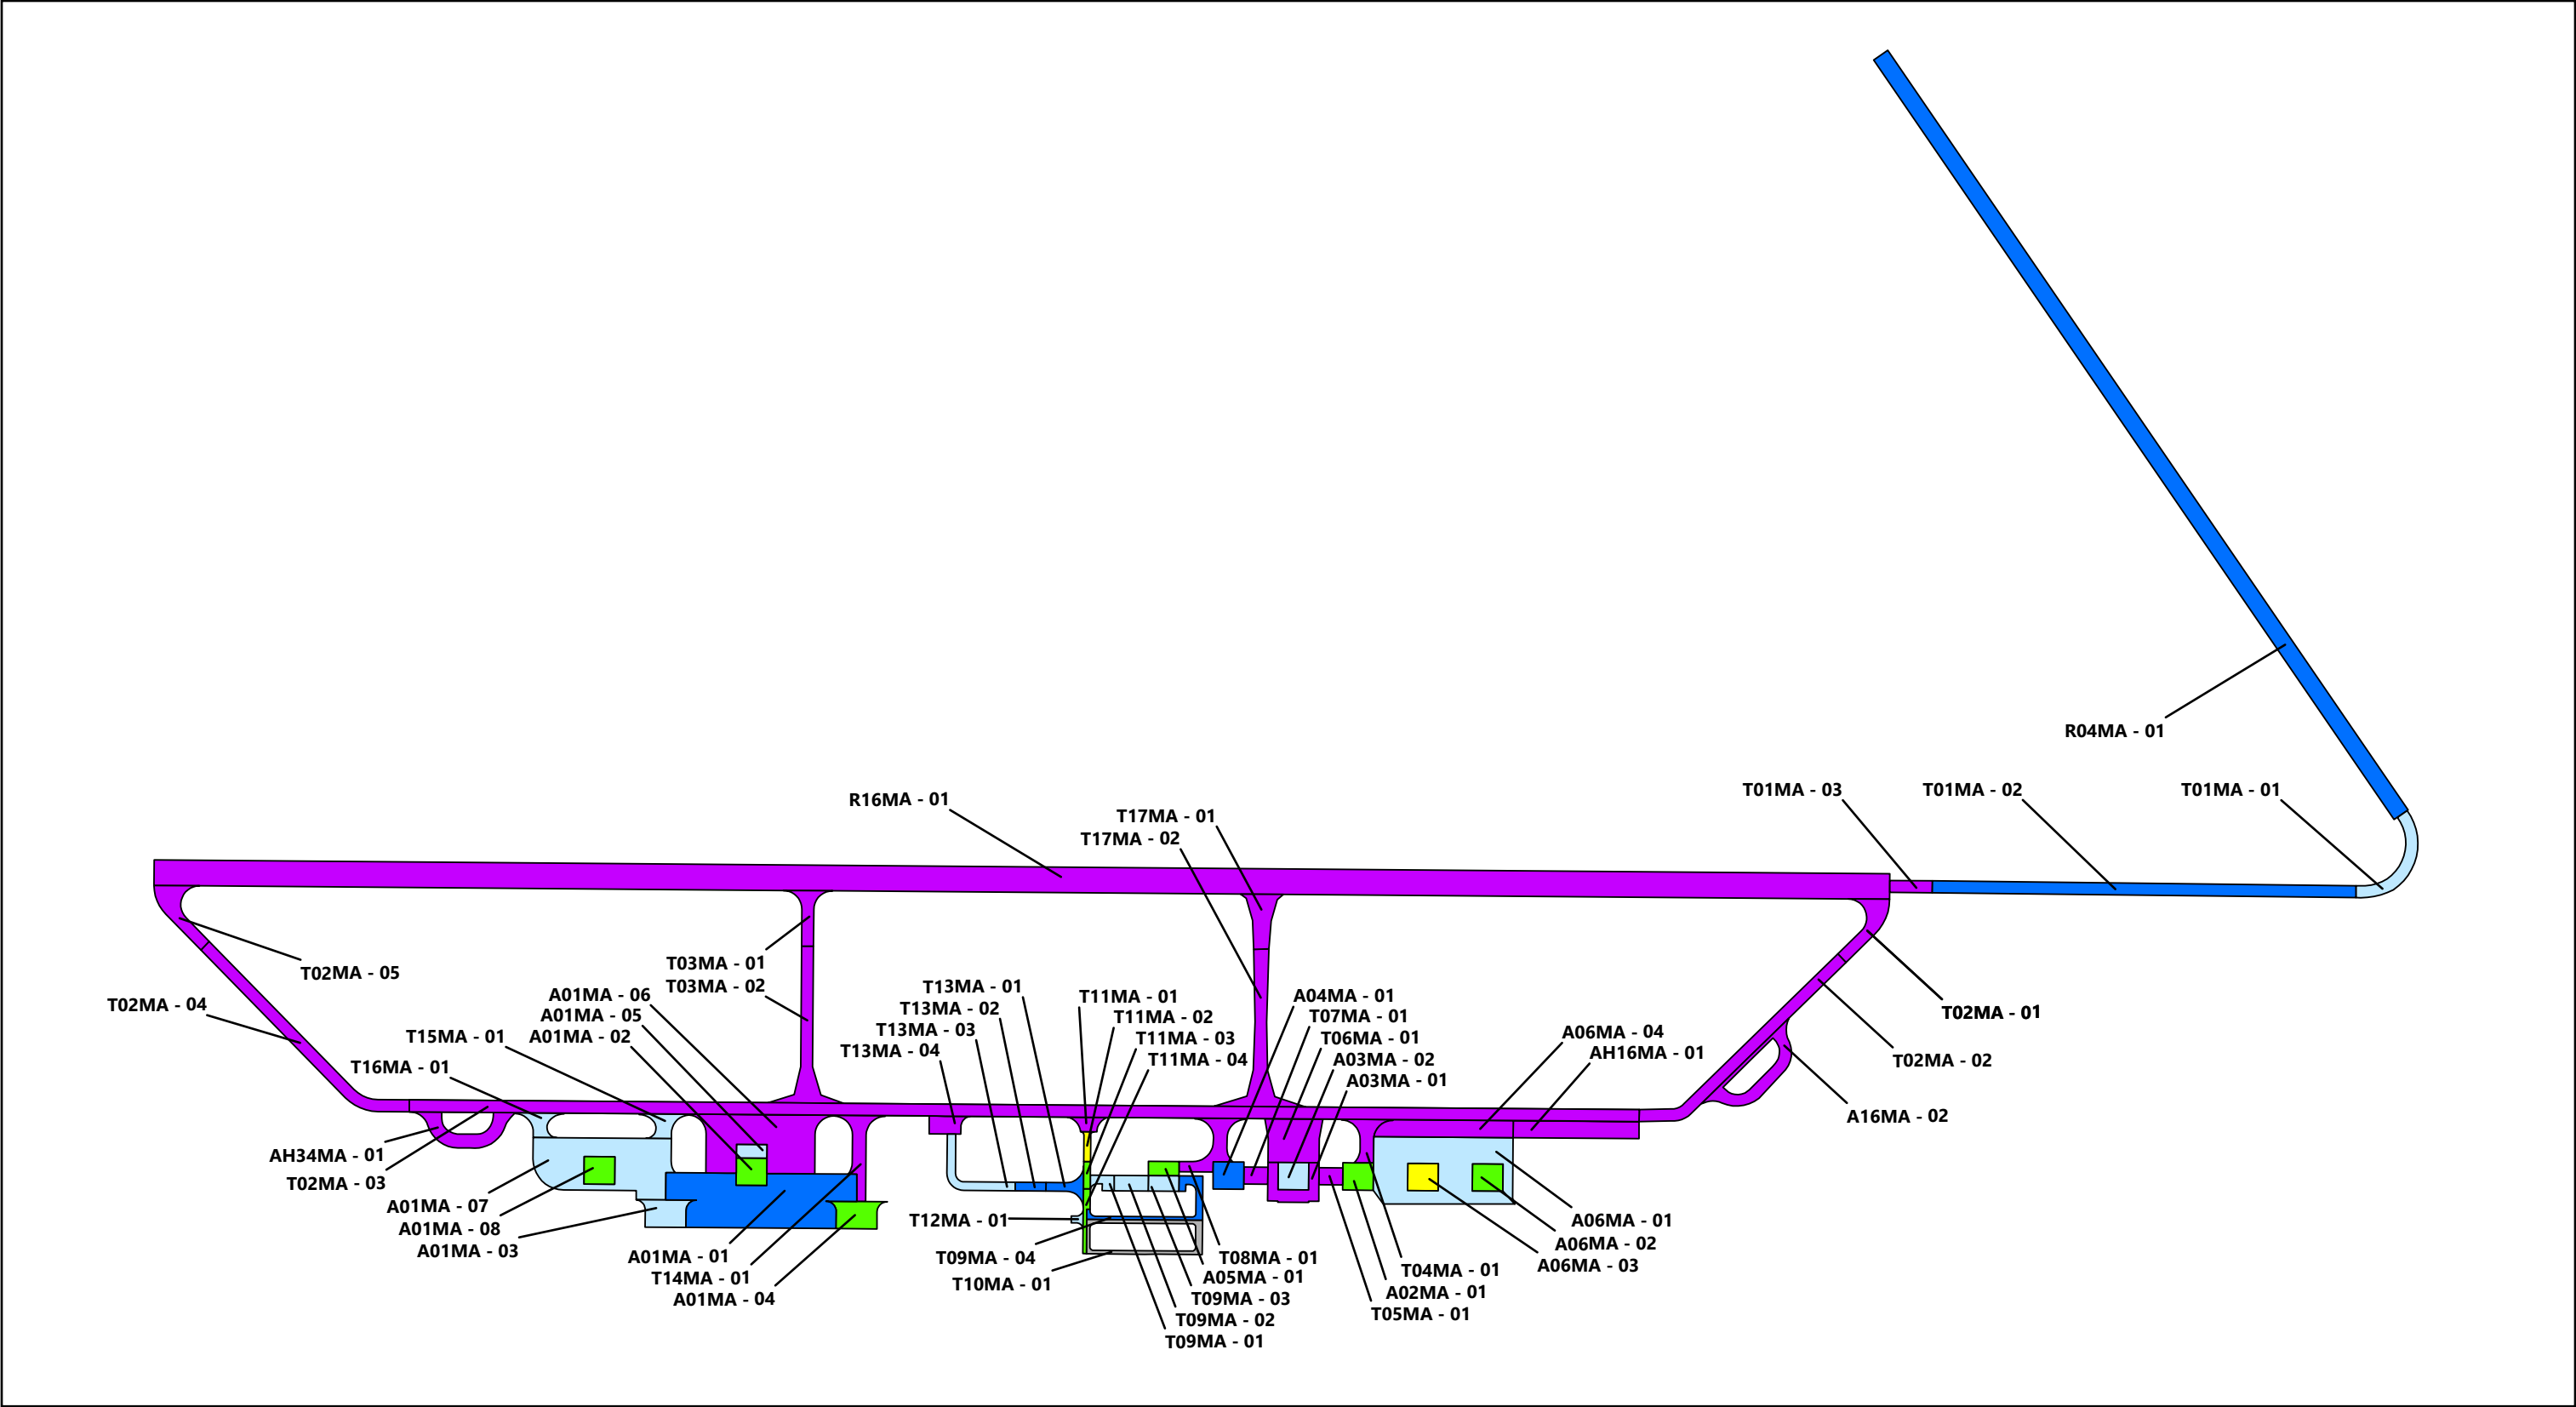 R04MA - 01
T01MA - 03
T01MA - 02
T01MA - 01
R16MA - 01
T17MA - 01
T17MA - 02
T02MA - 05
T03MA - 01
T03MA - 02
T02MA - 04
A01MA - 06
A01MA - 05
A01MA - 02
T15MA - 01
T16MA - 01
T13MA - 01
T13MA - 02
T13MA - 03
T13MA - 04
T11MA - 01
T11MA - 02
T11MA - 03
T11MA - 04
A04MA - 01
T07MA - 01
T06MA - 01
A03MA - 02
A03MA - 01
A06MA - 04
AH16MA - 01
T02MA - 01
T02MA - 02
A16MA - 02
AH34MA - 01
T02MA - 03
A01MA - 07
A01MA - 08
A01MA - 03
A01MA - 01
T14MA - 01
A01MA - 04
T12MA - 01
T09MA - 04
T10MA - 01
T08MA - 01
A05MA - 01
T09MA - 03
T09MA - 02
T09MA - 01
T04MA - 01
A02MA - 01
T05MA - 01
A06MA - 01
A06MA - 02
A06MA - 03